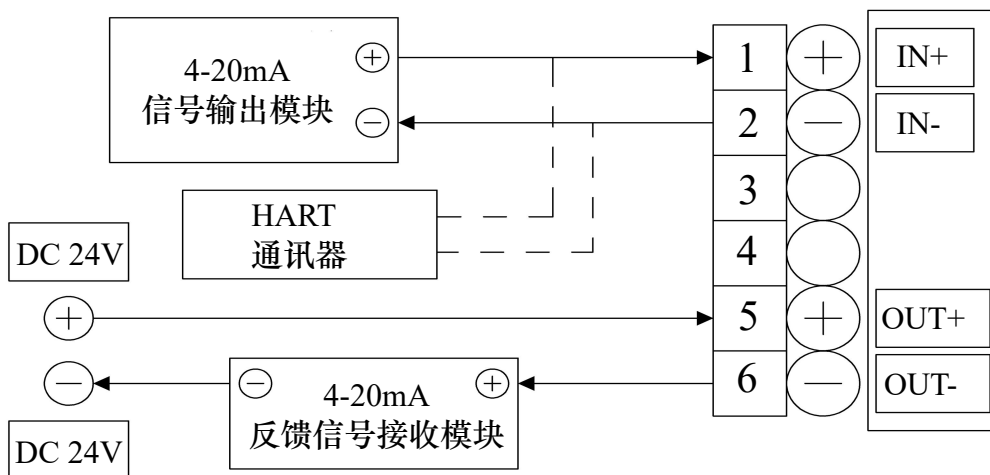 4-20mA
信号输出模块
+
−
1
+
IN+
2
−
IN-
3
4
HART
通讯器
DC 24V
+
5
+
OUT+
−
−
4-20mA
+
反馈信号接收模块
6
−
OUT-
DC 24V